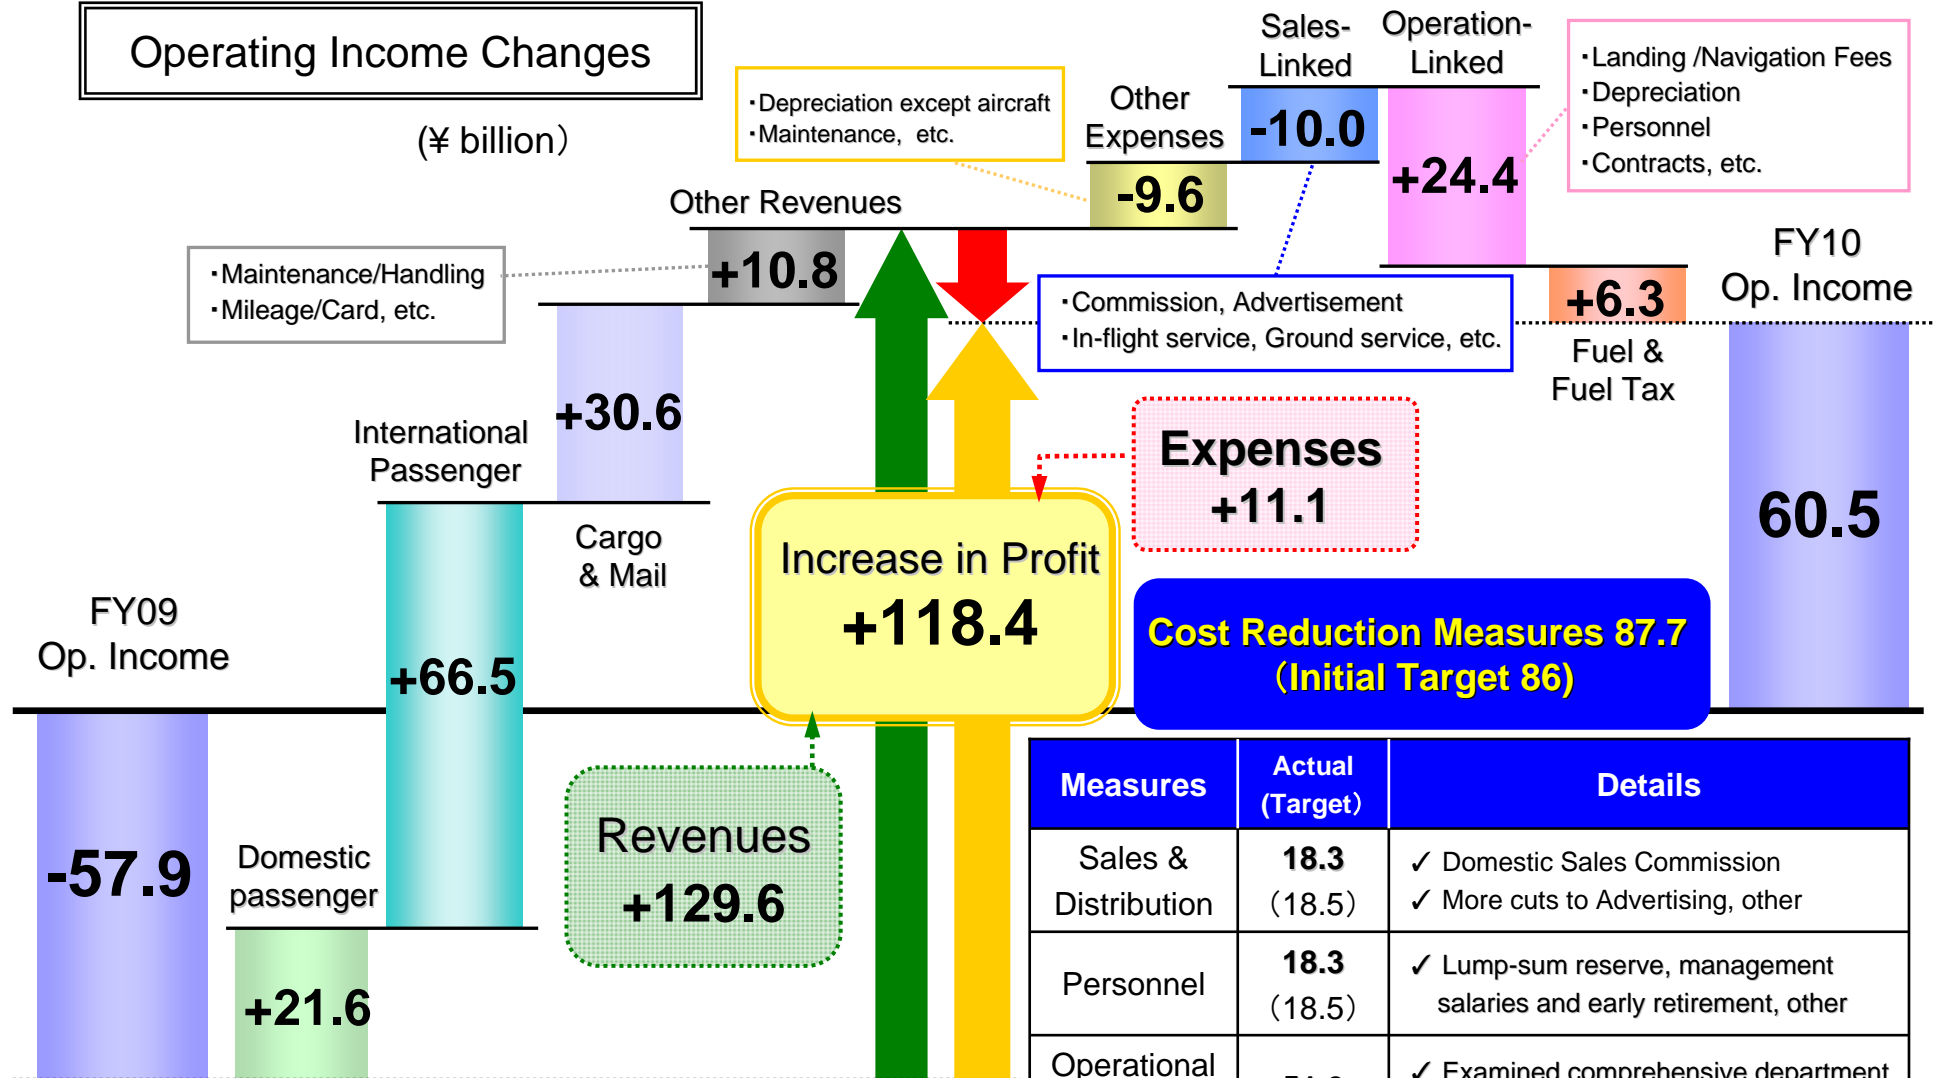 Operating Income Changes
(¥ billion）
Sales-
Linked
Operation-
Linked
・Landing /Navigation Fees
・Depreciation
・Personnel
・Contracts, etc.
・Depreciation except aircraft
・Maintenance, etc.
Other
Expenses
-10.0
+24.4
-9.6
Other Revenues
+10.8
・Maintenance/Handling
・Mileage/Card, etc.
FY10
Op. Income
・Commission, Advertisement
・In-flight service, Ground service, etc.
+6.3
Fuel &
Fuel Tax
+30.6
International
Passenger
Cargo
& Mail
Expenses
+11.1
60.5
Increase in Profit
+118.4
Cost Reduction Measures 87.7
（Initial Target 86)
FY09
Op. Income
+66.5
-57.9
Domestic
passenger
+21.6
Revenues
+129.6
Measures
Actual
(Target）
Details
Sales &
Distribution
18.3
（18.5）
✓ Domestic Sales Commission
✓ More cuts to Advertising, other
Personnel
18.3
（18.5）
✓ Lump-sum reserve, management
salaries and early retirement, other
Operational
✓ Examined comprehensive department